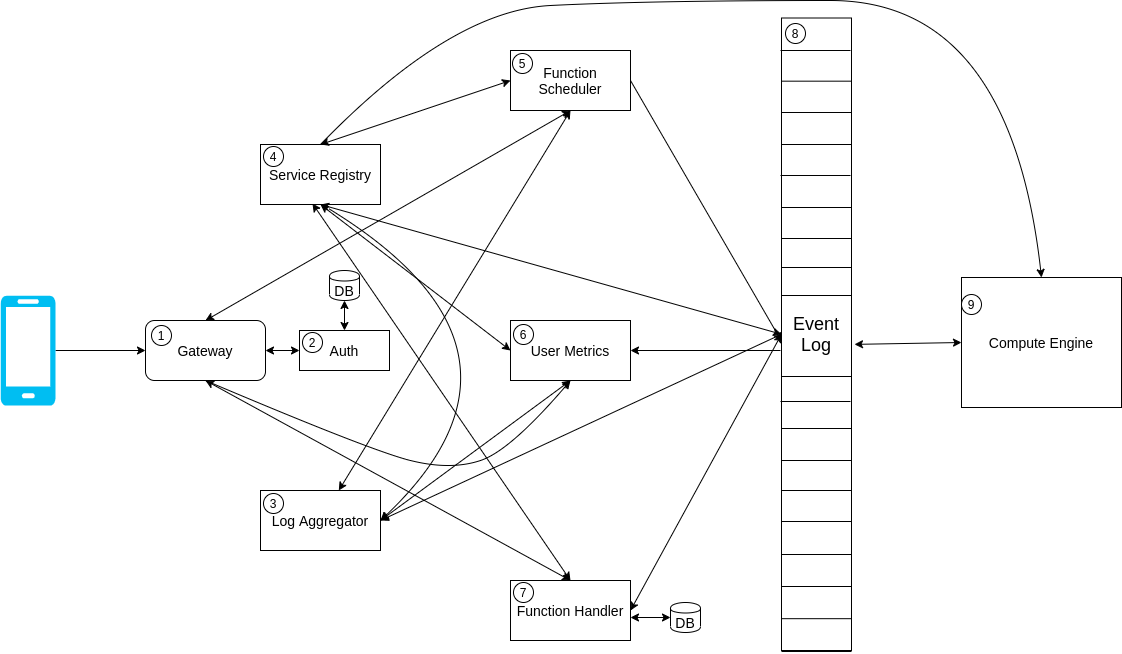 8
5
Function
Scheduler
4
Service Registry
DB
9
1
Gateway
2
Auth
6
User Metrics
Event
Log
Compute Engine
3
Log Aggregator
7
Function Handler
DB